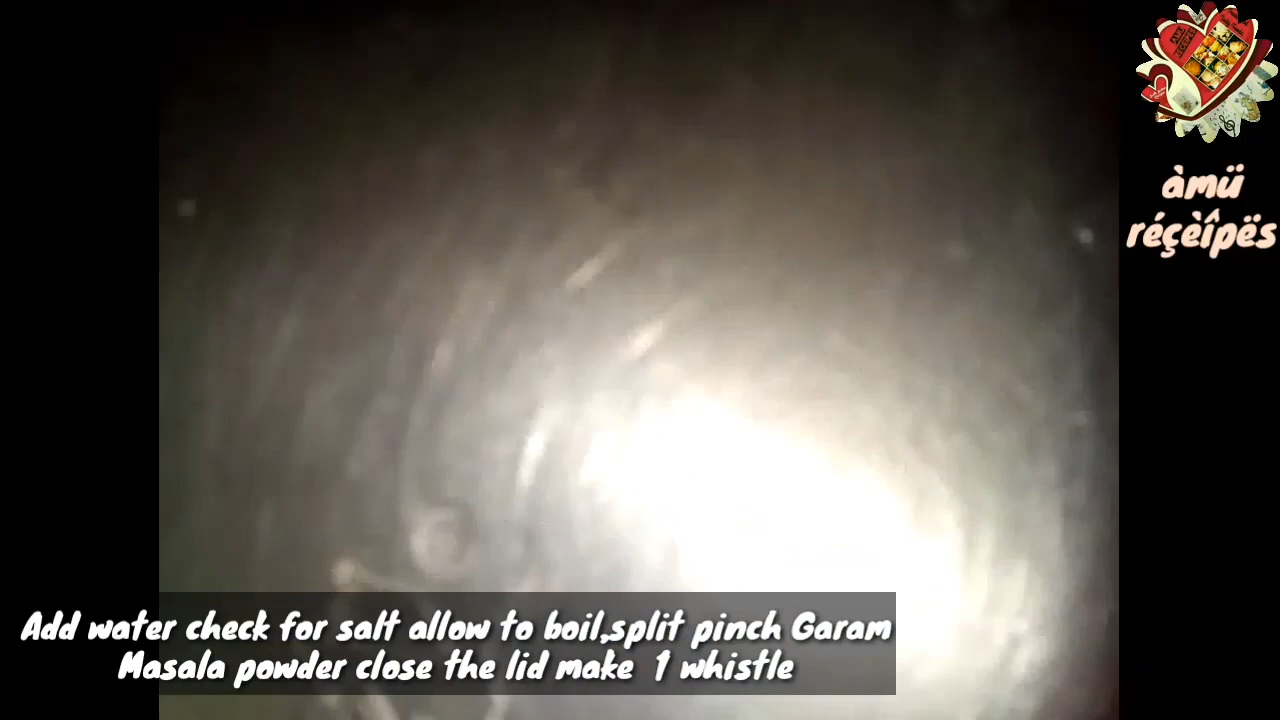 àmü
réçèîpës
Add water check for salt allow to boil,split pinch Garam
Masala powder close the lid make 1 whistle